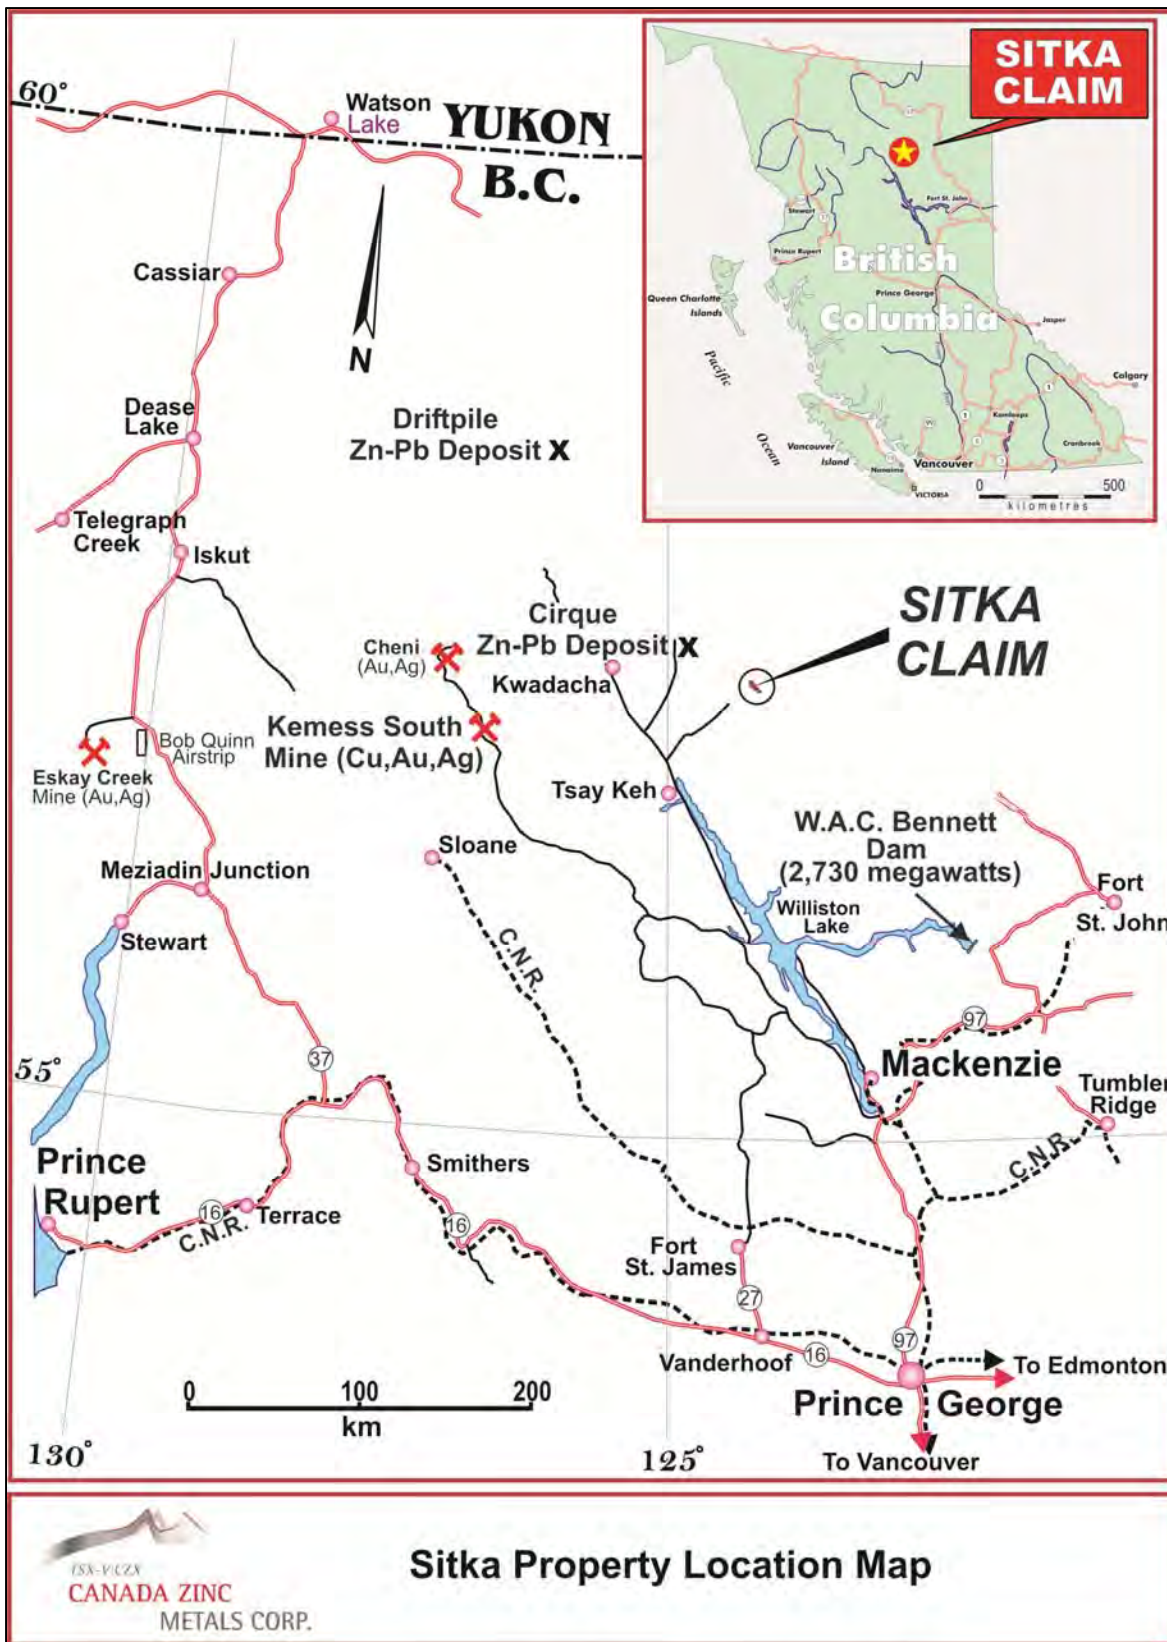 60°
Watson
Lake
YUKON
B.C.
Cassiar
N
Dease
Lake
Driftpile
Zn-Pb Deposit X
Telegraph
Creek
Iskut
SITKA
CLAIM
Stewart
Fort St. John
Prince Rupert
British
Columbia
Prince George
Queen Charlotte
Islands
Jasper
Pacific
Ocean
Calgary
Kamloops
Cranbrook
Vancouver
Island
Nanaimo
Vancouver
VICTORIA
0 500
kilometres
Cheni
(Au,Ag)
Cirque
Zn-Pb Deposit X
Kwadacha
SITKA
CLAIM
Kemess South
Mine (Cu,Au,Ag)
Bob Quinn
Airstrip
Eskay Creek
Mine (Au,Ag)
Tsay Keh
Sloane
W.A.C. Bennett
Dam
(2,730 megawatts)
Williston
Lake
Fort
St. John
Meziadin Junction
Stewart
C.N.R.
97
55°
37
Mackenzie
Tumbler
Ridge
C.N.R.
Prince
Rupert
Smithers
16
C.N.R.
Terrace
16
Fort
St. James
27
Vanderhoof
16
97
To Edmonton
Prince George
0 100 200
km
130°
125°
To Vancouver
TSX-V:CZX
CANADA ZINC
METALS CORP.
Sitka Property Location Map